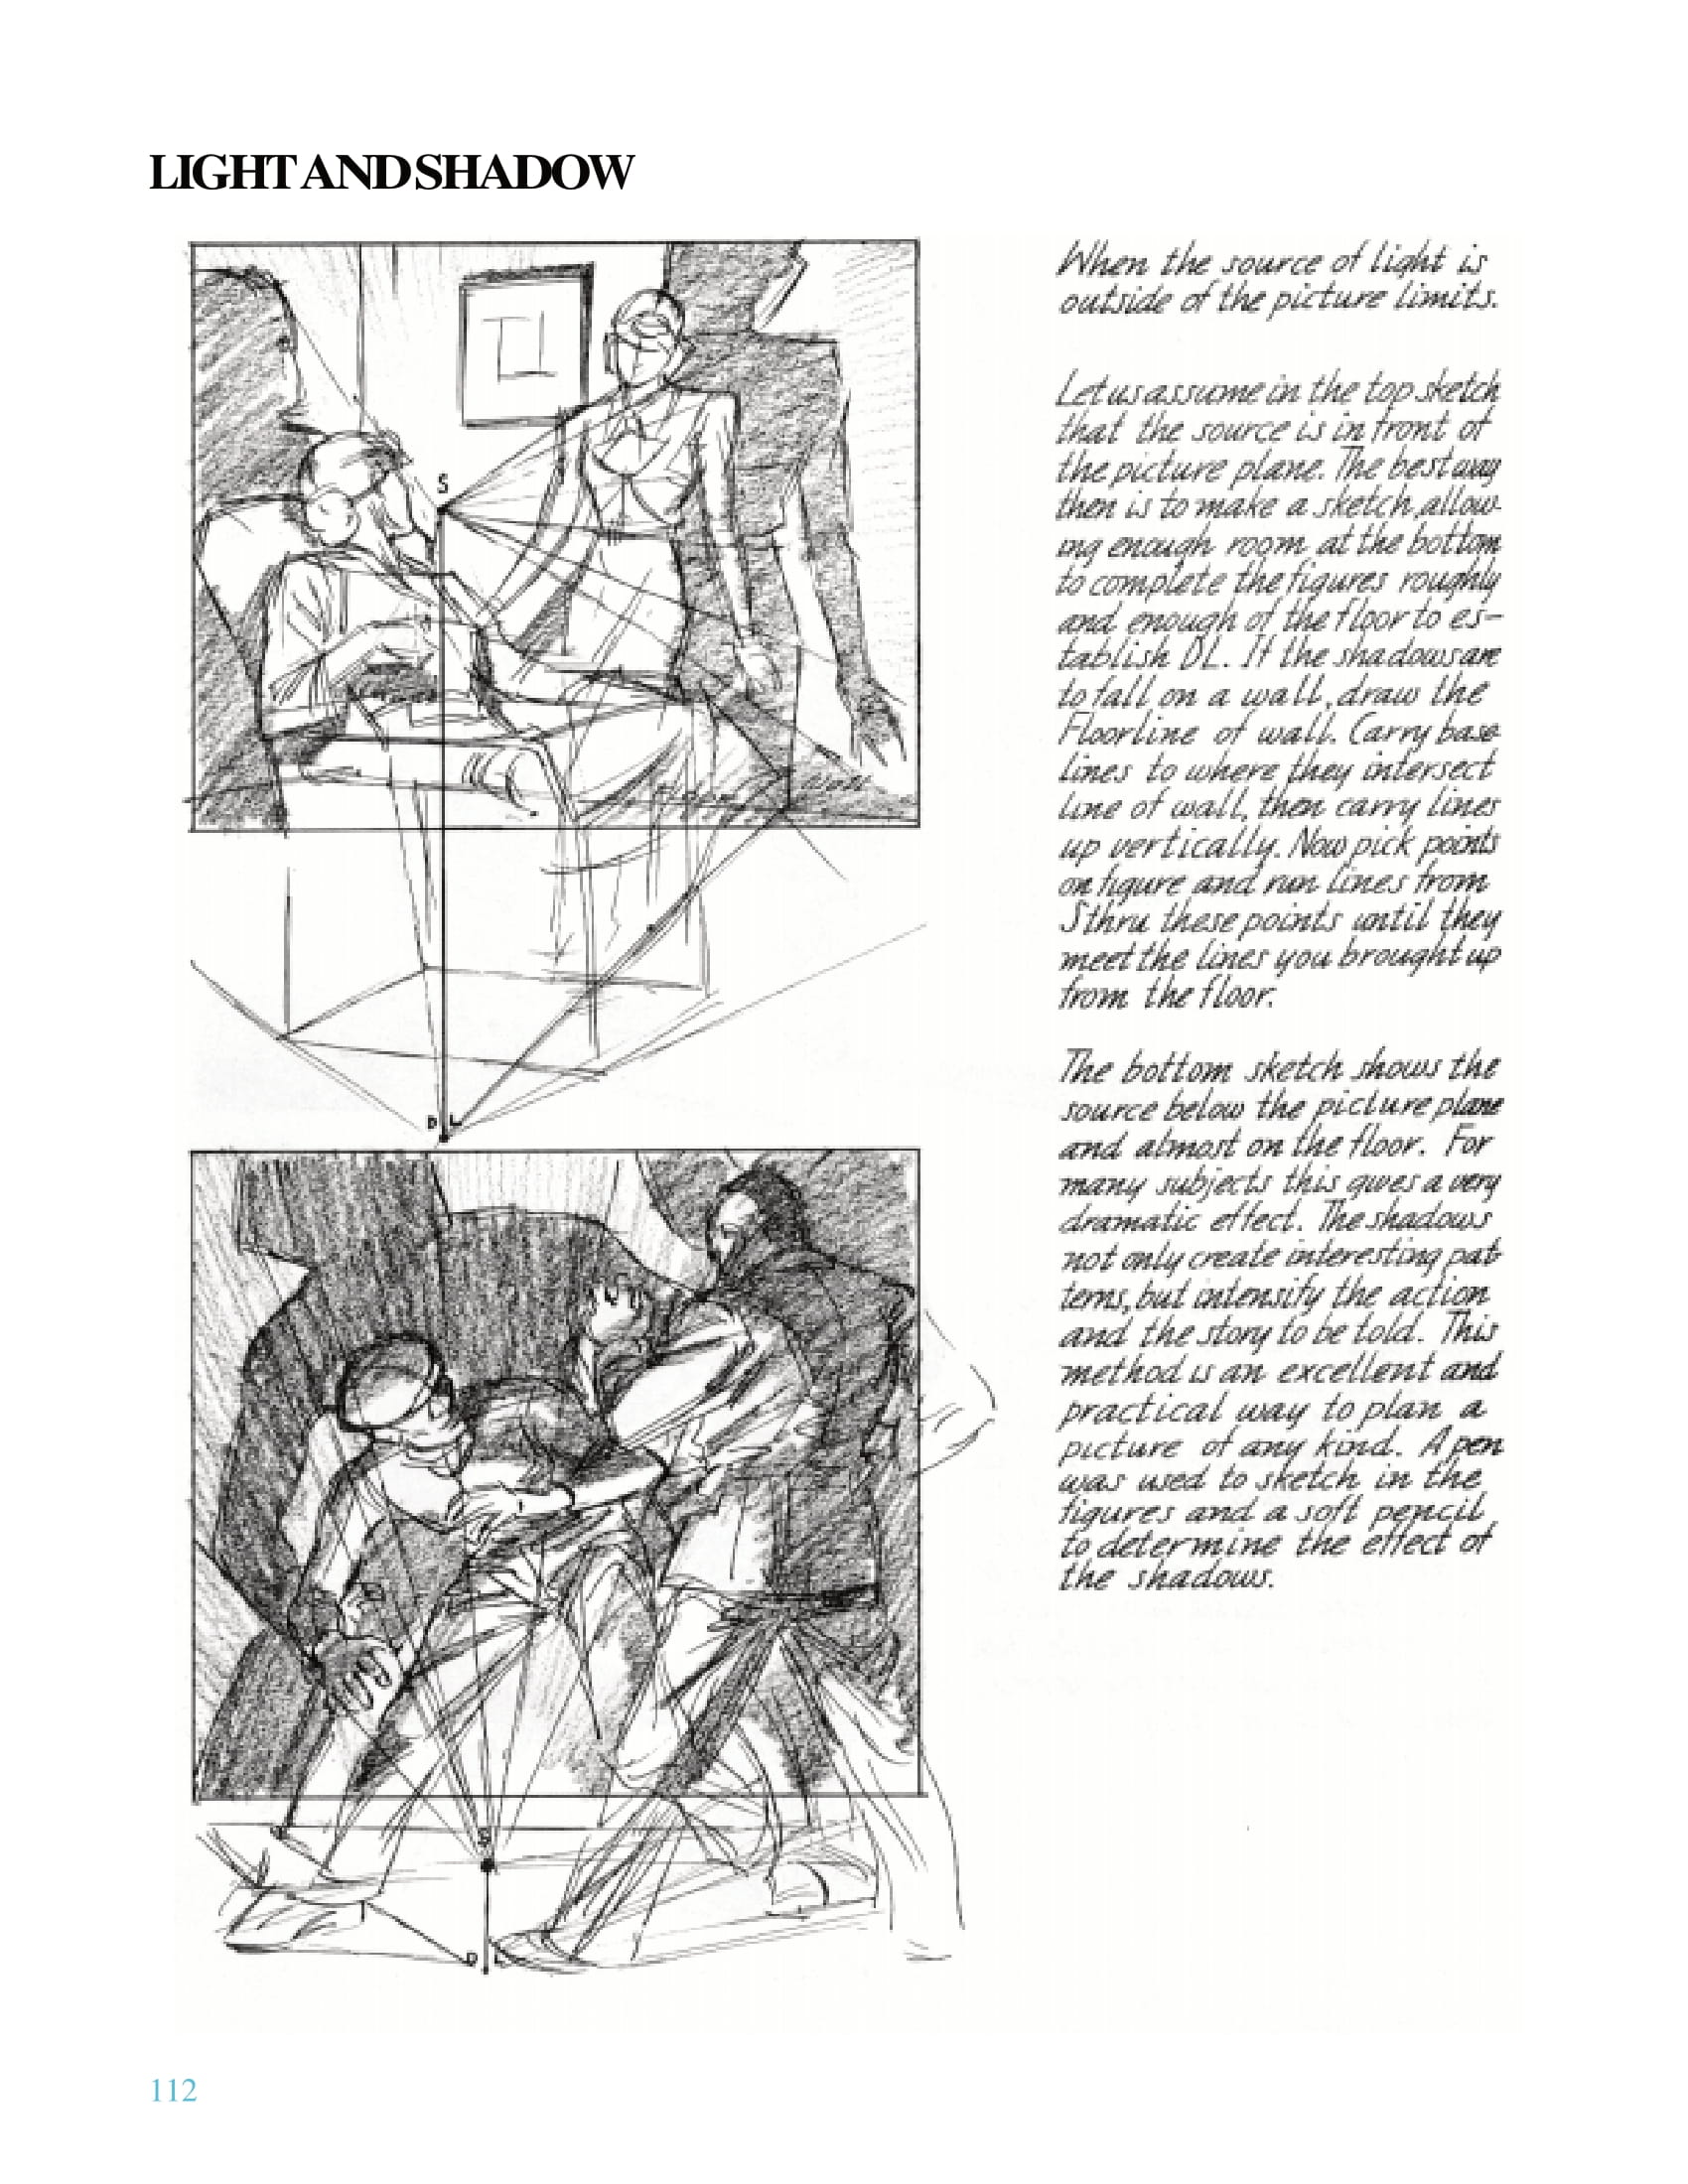 LIGHT AND SHADOW
When the source of light is
outside of the picture limits.
Let us assume in the top sketch
that the source is in front of
the picture plane. The best way
then is to make a sketch, allow-
ing enough room at the bottom
to complete the figures roughly
and enough of the floor to es-
tablish DL. If the shadows are
to fall on a wall, draw the
Floorline of wall. Carry base
lines to where they intersect
line of wall, then carry lines
up vertically. Now pick points
on figure and run lines from
S thru these points until they
meet the lines you brought up
from the floor.
The bottom sketch shows the
source below the picture plane
and almost on the floor. For
many subjects this gives a very
dramatic effect. The shadows
not only create interesting pat-
terns, but intensify the action
and the story to be told. This
method is an excellent and
practical way to plan a
picture of any kind. A pen
was used to sketch in the
figures and a soft pencil
to determine the effect of
the shadows.
S
DL
S
DL
112